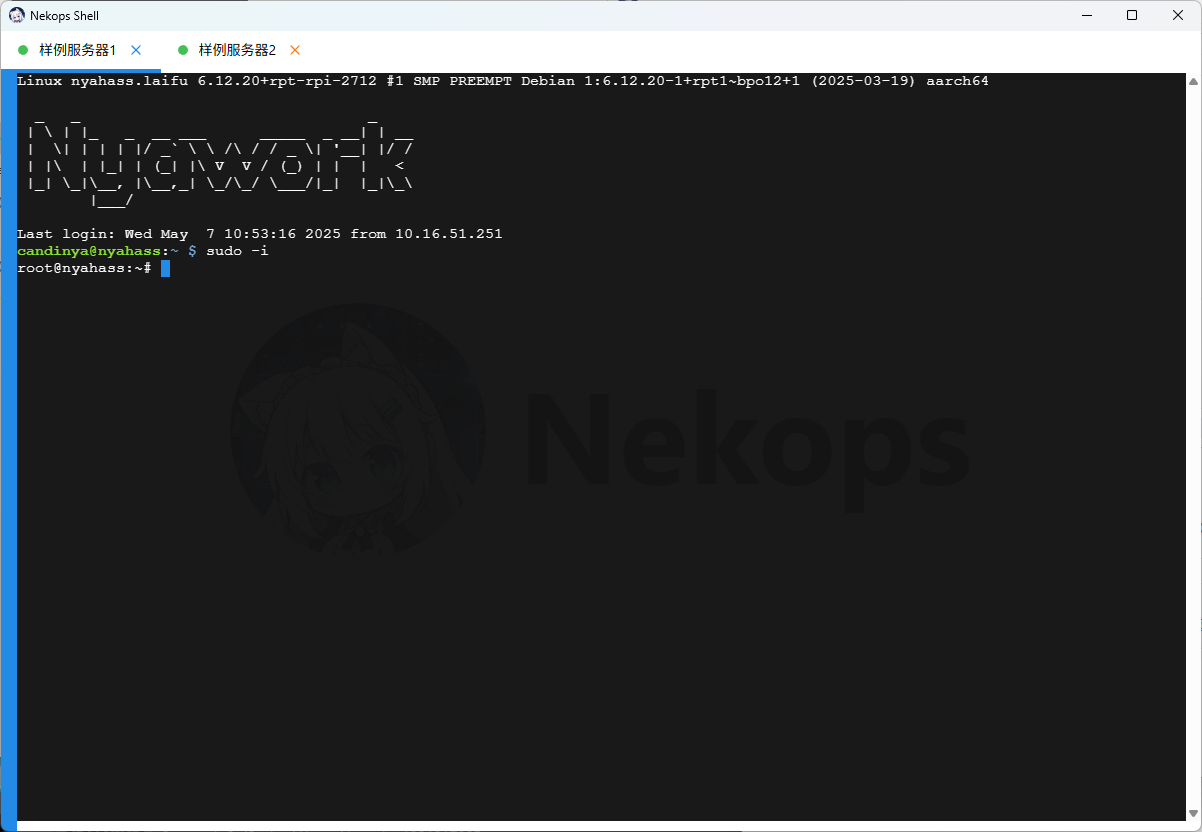 Nekops Shell
样例服务器1 样例服务器2
Linux nyahass.laifu 6.12.20+rpt-rpi-2712 #1 SMP PREEMPT Debian 1:6.12.20-1+rpt1~bpo12+1 (2025-03-19) aarch64
Nyawork
Last login: Wed May  7 10:53:16 2025 from 10.16.51.251
candinya@nyahass:~ $ sudo -i
root@nyahass:~#
Nekops